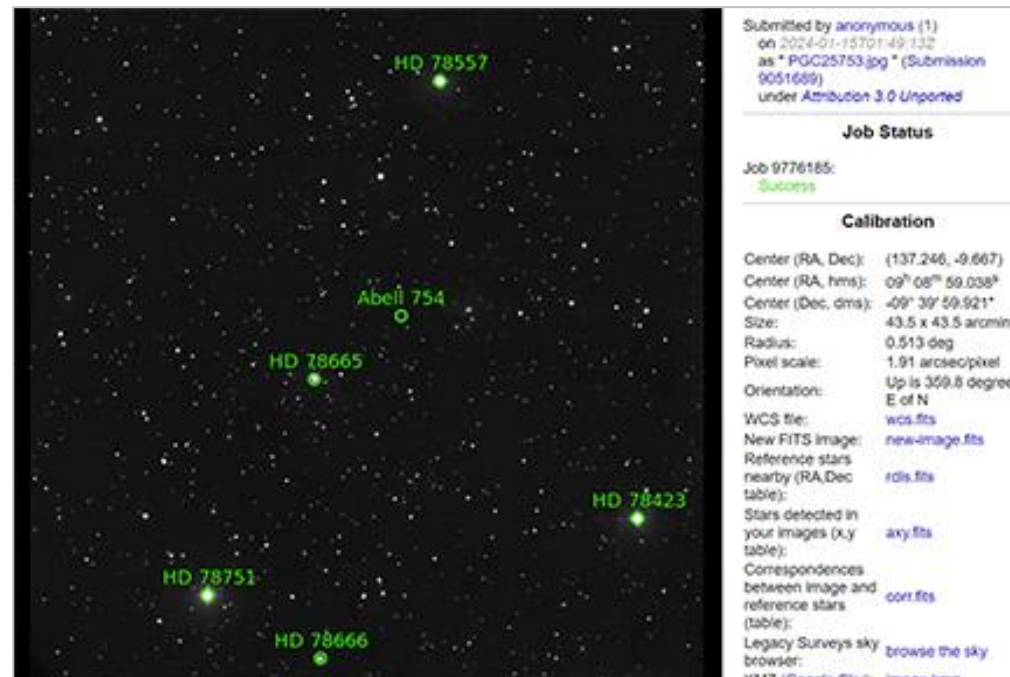 HD 78557
Abell 754
HD 78665
HD 78423
HD 78751
HD 78666
Submitted by anonymous (1)
on 2024-01-15T01:49:13Z
as " PGC25753.jpg " (Submission
9051689)
under Attribution 3.0 Unported
Job Status
Job 9776185:
Success
Calibration
Center (RA, Dec): (137.246, -9.667)
Center (RA, hms): 09h 08m 59.038s
Center (Dec, dms): -09° 39' 59.921"
Size: 43.5 x 43.5 arcmin
Radius: 0.513 deg
Pixel scale: 1.91 arcsec/pixel
Orientation: Up is 359.8 degree
E of N
WCS file: wcs.fits
New FITS image: new-image.fits
Reference stars
nearby (RA,Dec rdls.fits
table):
Stars detected in
your images (x,y axy.fits
table):
Correspondences
between image and corr.fits
reference stars
(table):
Legacy Surveys sky browse the sky
browser: